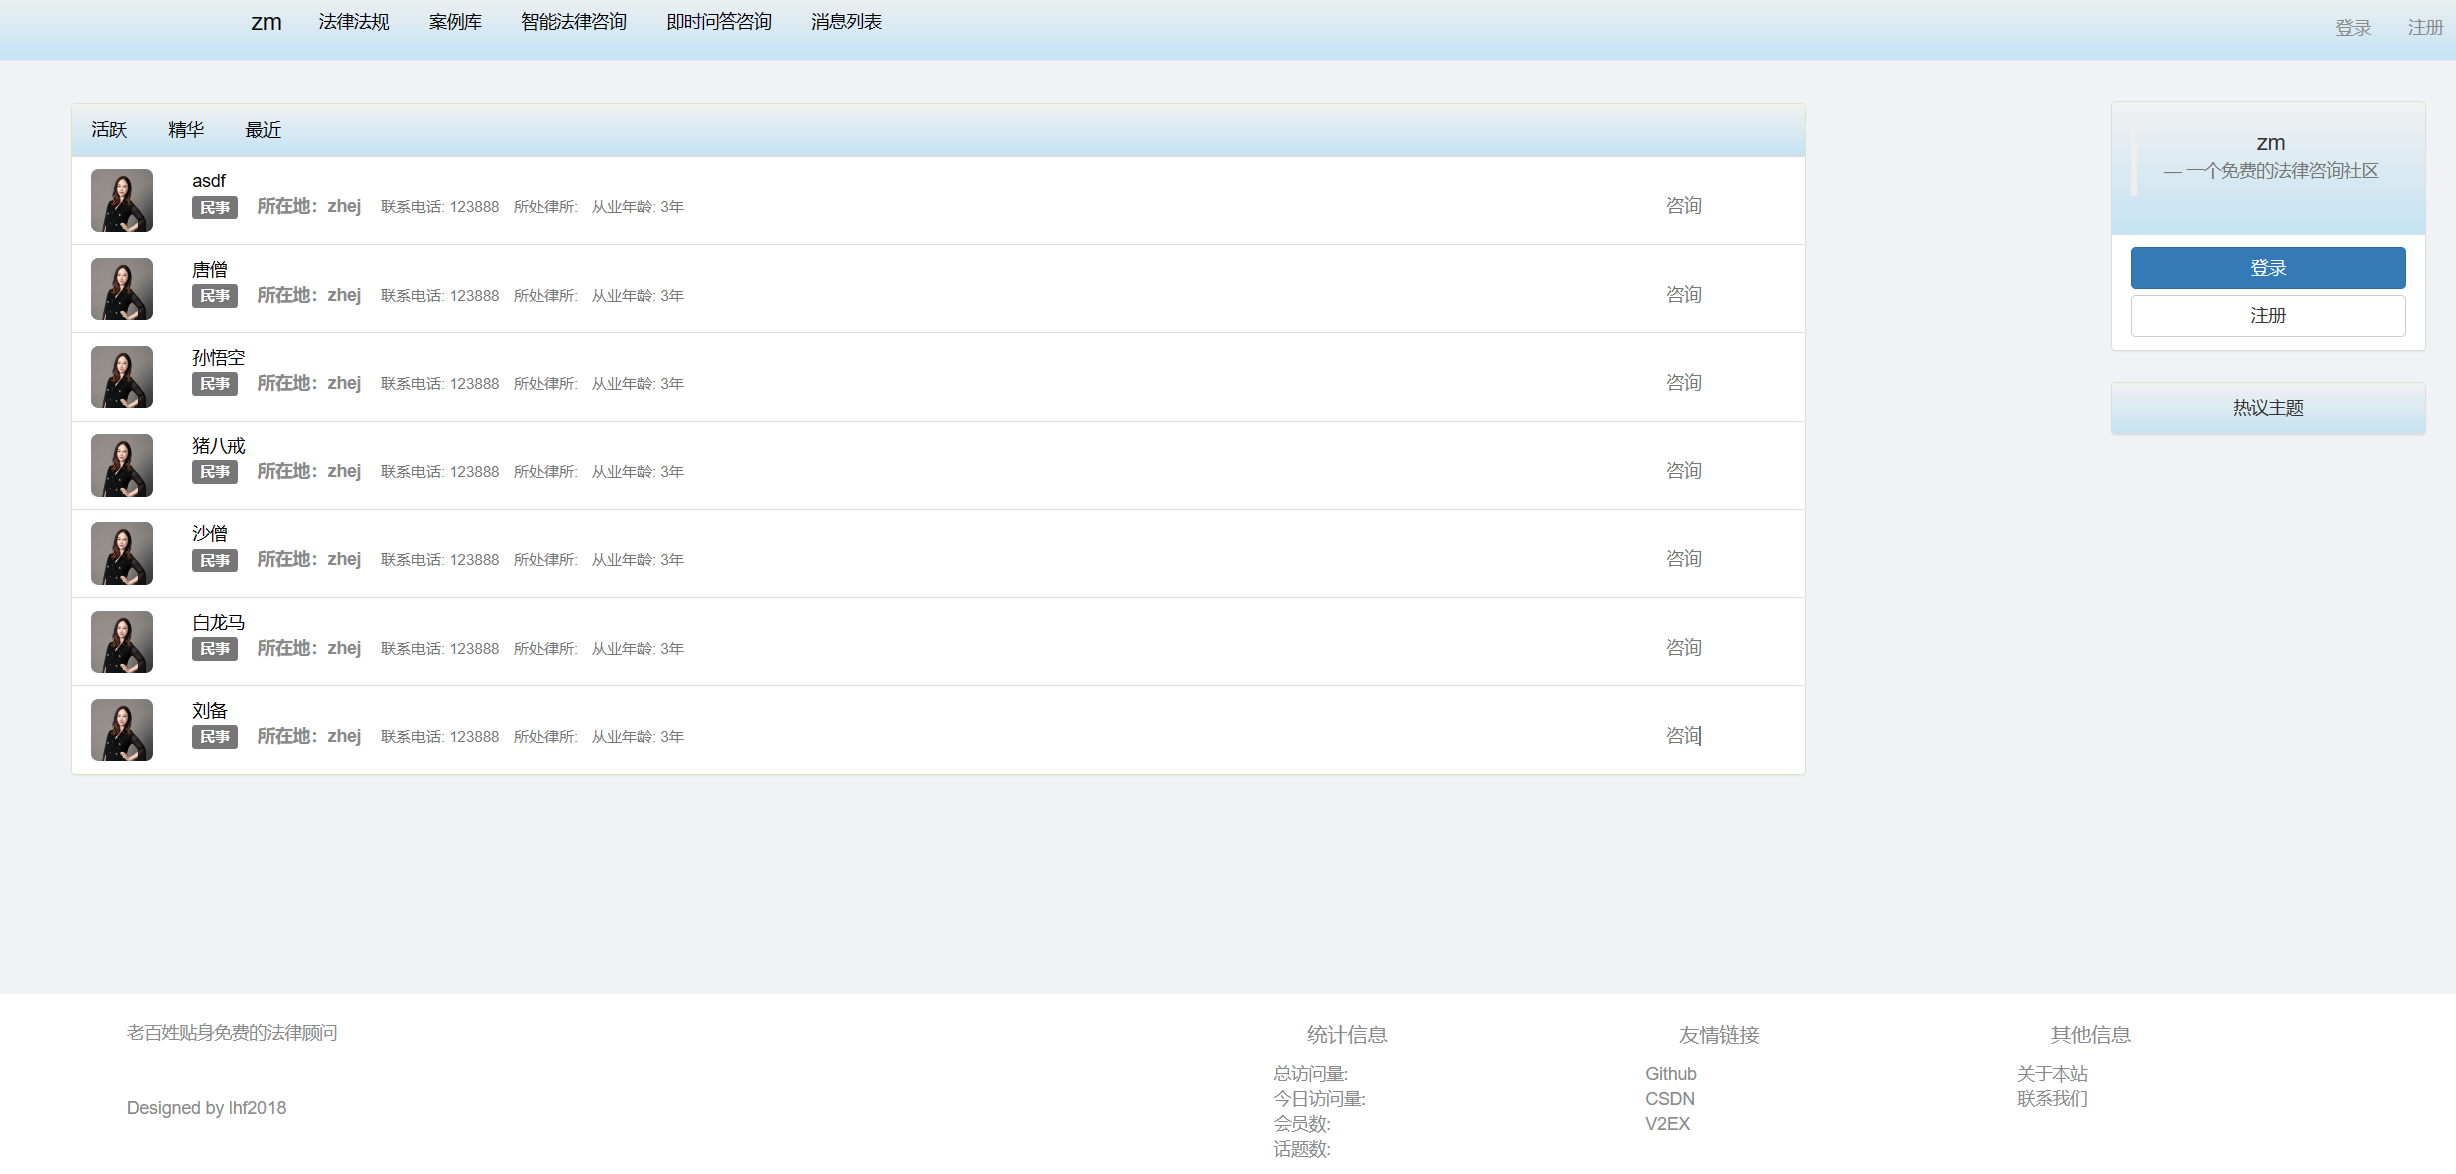 zm 法律法规 案例库 智能法律咨询 即时问答咨询 消息列表 登录 注册
活跃 精华 最近
asdf
民事 所在地：zhej 联系电话: 123888 所处律所: 从业年龄: 3年 咨询
唐僧
民事 所在地：zhej 联系电话: 123888 所处律所: 从业年龄: 3年 咨询
孙悟空
民事 所在地：zhej 联系电话: 123888 所处律所: 从业年龄: 3年 咨询
猪八戒
民事 所在地：zhej 联系电话: 123888 所处律所: 从业年龄: 3年 咨询
沙僧
民事 所在地：zhej 联系电话: 123888 所处律所: 从业年龄: 3年 咨询
白龙马
民事 所在地：zhej 联系电话: 123888 所处律所: 从业年龄: 3年 咨询
刘备
民事 所在地：zhej 联系电话: 123888 所处律所: 从业年龄: 3年 咨询
zm
— 一个免费的法律咨询社区
登录
注册
热议主题
老百姓贴身免费的法律顾问
Designed by lhf2018
统计信息
总访问量:
今日访问量:
会员数:
话题数:
友情链接
Github
CSDN
V2EX
其他信息
关于本站
联系我们